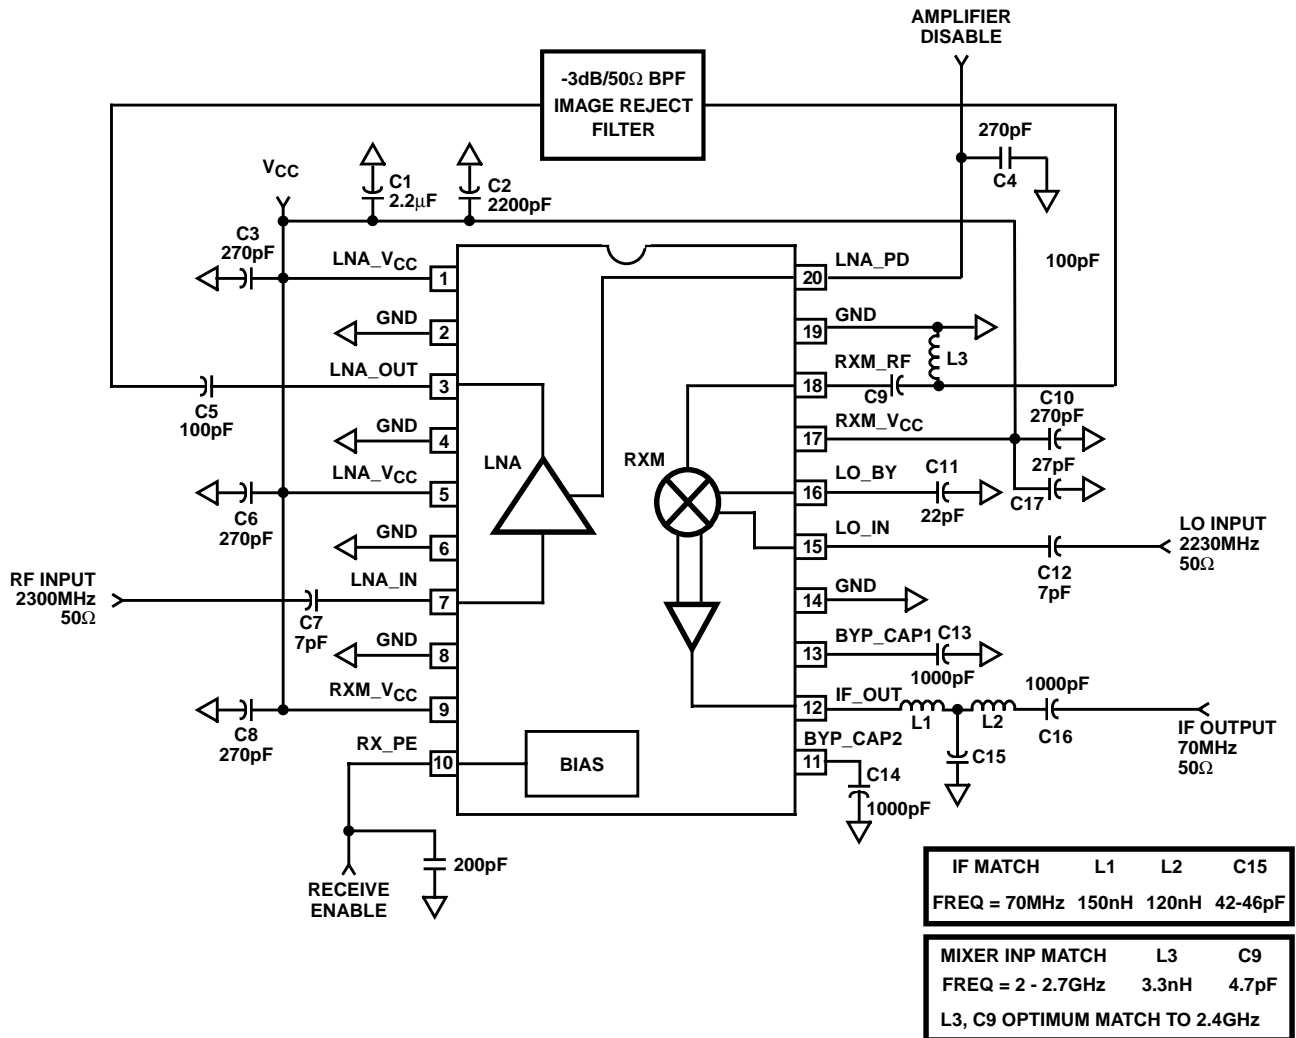 AMPLIFIER
DISABLE
-3dB/50Ω BPF
IMAGE REJECT
FILTER
270pF
C4
VCC
C1
2.2μF
C2
2200pF
C3
270pF
LNA_VCC
1
20
LNA_PD
100pF
GND
2
19
GND
L3
LNA_OUT
3
18
RXM_RF
C9
C5
100pF
C10
270pF
GND
4
17
RXM_VCC
27pF
C17
LNA
RXM
LNA_VCC
5
16
LO_BY
C11
22pF
C6
270pF
GND
6
15
LO_IN
C12
7pF
LO INPUT
2230MHz
50Ω
RF INPUT
2300MHz
50Ω
C7
7pF
LNA_IN
7
14
GND
GND
8
13
BYP_CAP1
C13
1000pF
RXM_VCC
9
12
IF_OUT
L1
L2
1000pF
C16
C15
IF OUTPUT
70MHz
50Ω
C8
270pF
RX_PE
10
BIAS
11
BYP_CAP2
C14
1000pF
200pF
RECEIVE
ENABLE
IF MATCH L1 L2 C15
FREQ = 70MHz 150nH 120nH 42-46pF
MIXER INP MATCH L3 C9
FREQ = 2 - 2.7GHz 3.3nH 4.7pF
L3, C9 OPTIMUM MATCH TO 2.4GHz